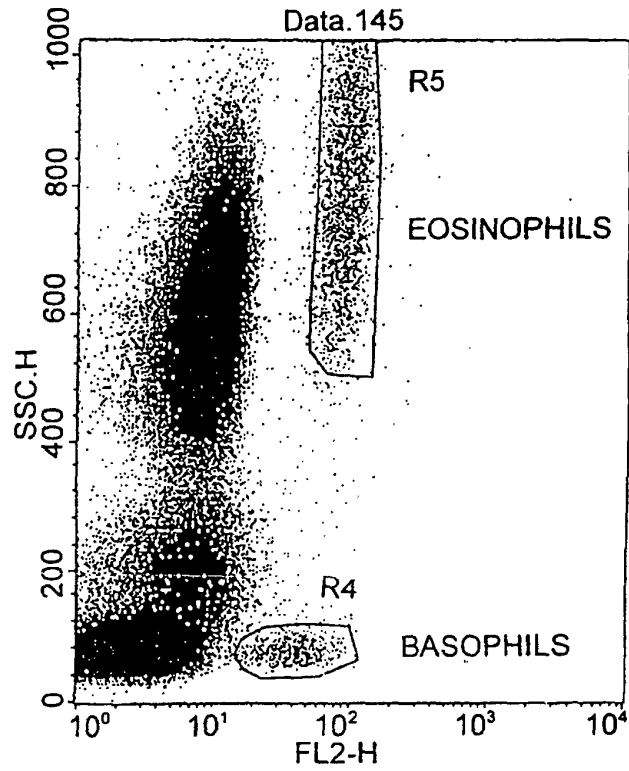 Data.145
1000
R5
800
EOSINOPHILS
600
SSC.H
400
200
R4
BASOPHILS
0
10⁰ 10¹ 10² 10³ 10⁴
FL2-H